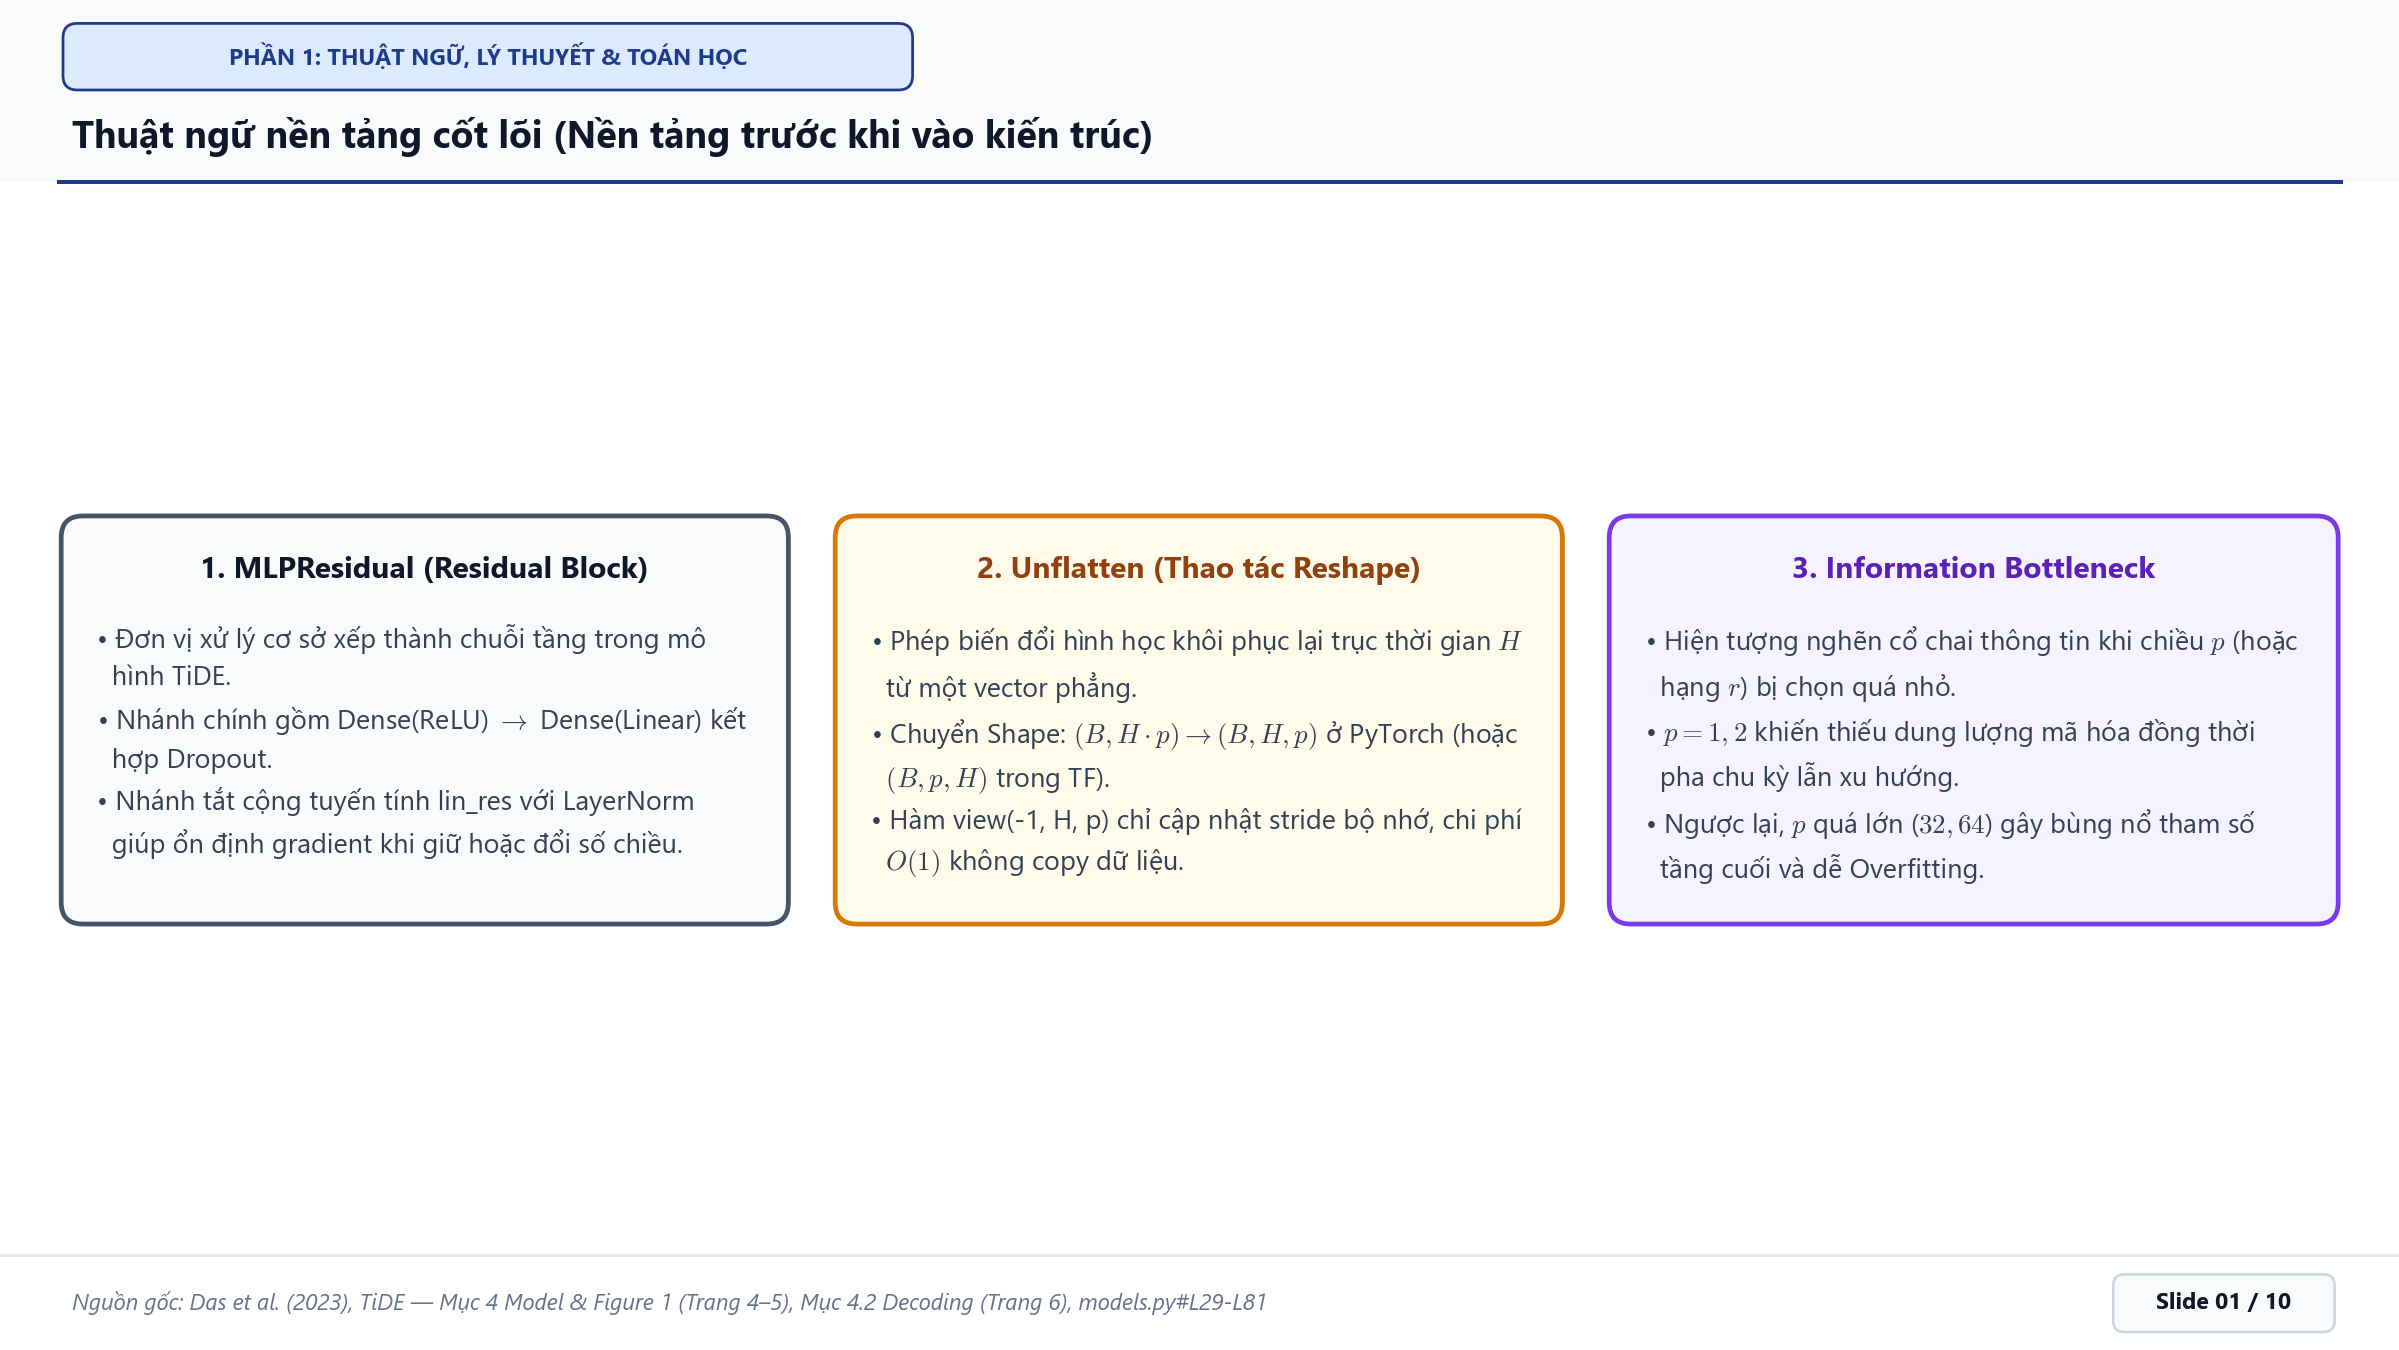 PHẦN 1: THUẬT NGỮ, LÝ THUYẾT & TOÁN HỌC
Thuật ngữ nền tảng cốt lõi (Nền tảng trước khi vào kiến trúc)
1. MLPResidual (Residual Block)
• Đơn vị xử lý cơ sở xếp thành chuỗi tầng trong mô
hình TiDE.
• Nhánh chính gồm Dense(ReLU) → Dense(Linear) kết
hợp Dropout.
• Nhánh tắt cộng tuyến tính lin_res với LayerNorm
giúp ổn định gradient khi giữ hoặc đổi số chiều.
2. Unflatten (Thao tác Reshape)
• Phép biến đổi hình học khôi phục lại trục thời gian H
từ một vector phẳng.
• Chuyển Shape: (B, H · p) → (B, H, p) ở PyTorch (hoặc
(B, p, H) trong TF).
• Hàm view(-1, H, p) chỉ cập nhật stride bộ nhớ, chi phí
O(1) không copy dữ liệu.
3. Information Bottleneck
• Hiện tượng nghẽn cổ chai thông tin khi chiều p (hoặc
hạng r) bị chọn quá nhỏ.
• p = 1, 2 khiến thiếu dung lượng mã hóa đồng thời
pha chu kỳ lẫn xu hướng.
• Ngược lại, p quá lớn (32, 64) gây bùng nổ tham số
tầng cuối và dễ Overfitting.
Nguồn gốc: Das et al. (2023), TiDE — Mục 4 Model & Figure 1 (Trang 4–5), Mục 4.2 Decoding (Trang 6), models.py#L29-L81
Slide 01 / 10